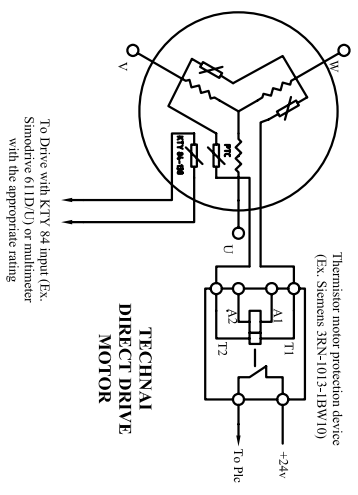 Thermistor motor protection device
(Ex. Siemens 3RN-1013-1BW10)
W
V
U
PTC
KTY 84-130
T1
A1
A2
T2
+24v
To Plc
TECHNAI
DIRECT DRIVE
MOTOR
To Drive with KTY 84 input (Ex.
Simodrive 611D/U) or multimeter
with the appropriate rating